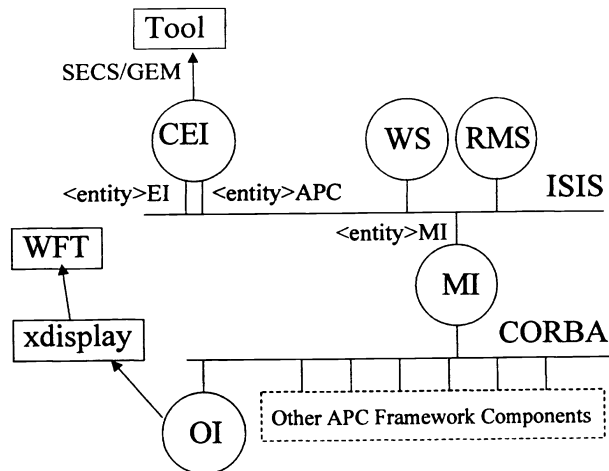 Tool
SECS/GEM
CEI
WS
RMS
<entity>EI
<entity>APC
ISIS
<entity>MI
WFT
MI
xdisplay
CORBA
OI
Other APC Framework Components